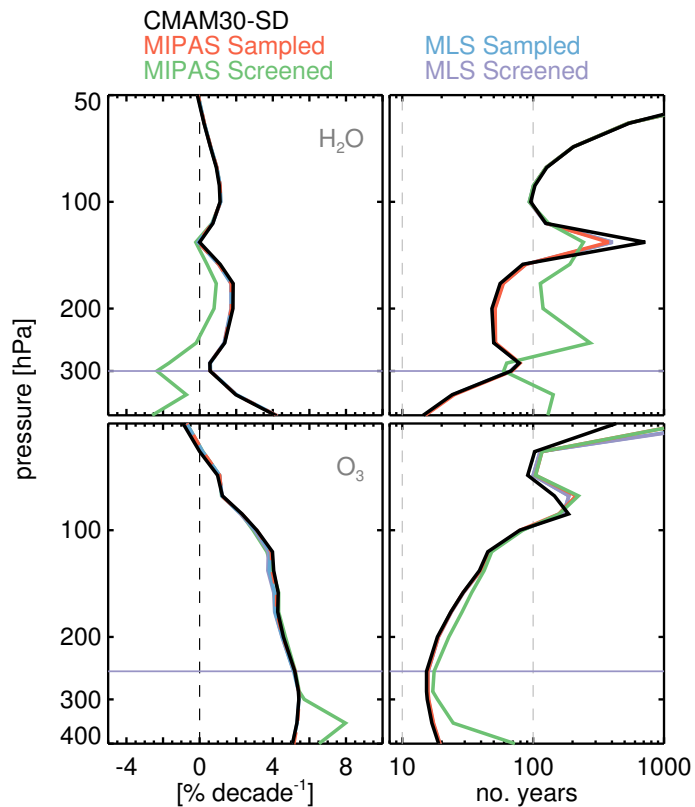 CMAM30-SD
MIPAS Sampled MLS Sampled
MIPAS Screened MLS Screened
50
H₂O
100
200
300
pressure [hPa]
O₃
100
200
300
400
-4 0 4 8 10 100 1000
[% decade⁻¹] no. years